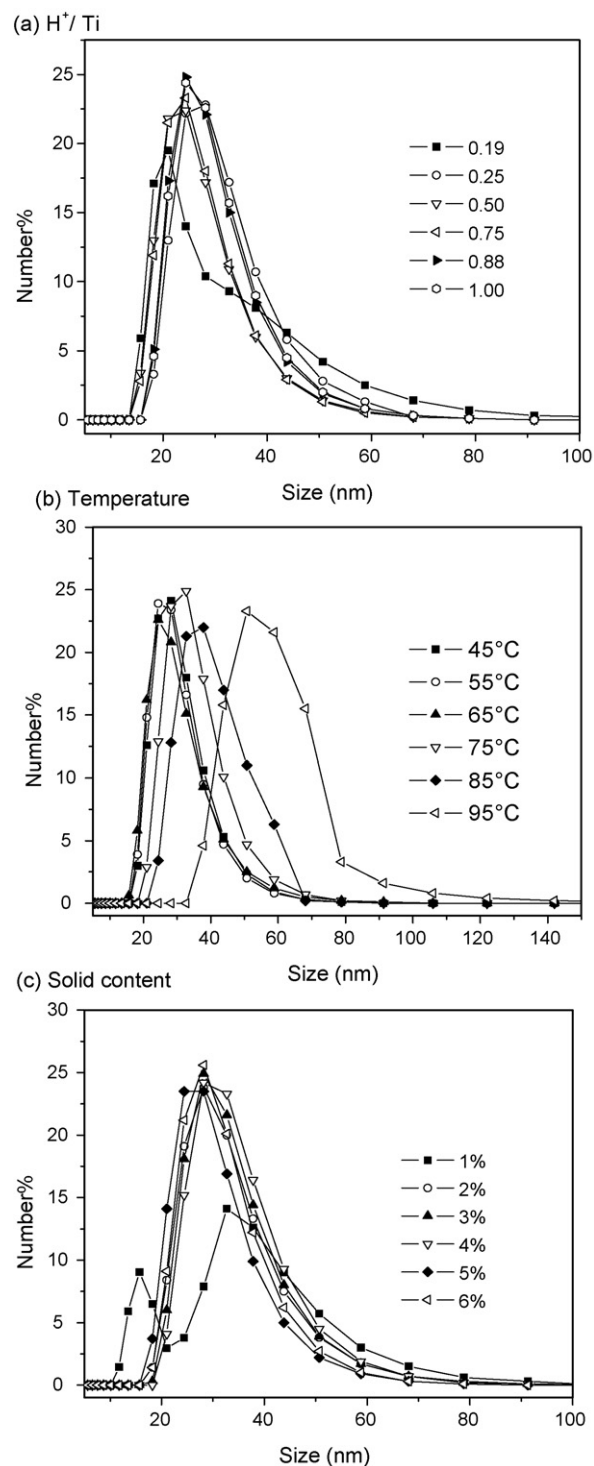 (a) H⁺/ Ti
25
20
15
10
5
0
Number%
0.19
0.25
0.50
0.75
0.88
1.00
20 40 60 80 100
Size (nm)
(b) Temperature
30
25
20
15
10
5
0
Number%
45°C
55°C
65°C
75°C
85°C
95°C
20 40 60 80 100 120 140
Size (nm)
(c) Solid content
30
25
20
15
10
5
0
Number%
1%
2%
3%
4%
5%
6%
20 40 60 80 100
Size (nm)